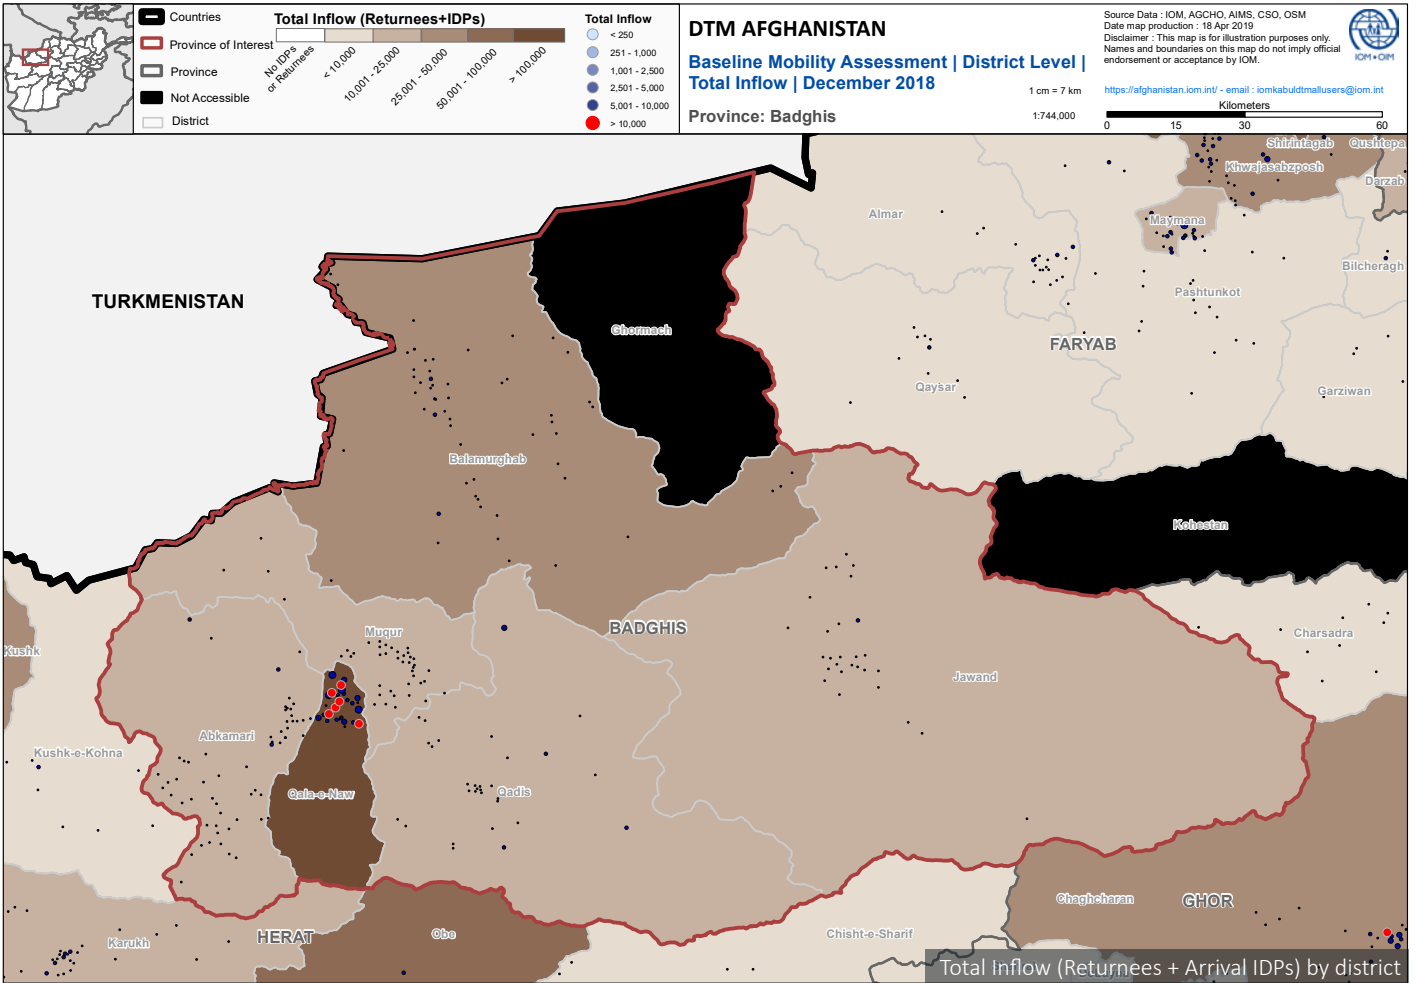 Countries
Province of Interest
Province
Not Accessible
District
Total Inflow (Returnees+IDPs)
No IDPs
or Returnees
< 10,000
10,001 - 25,000
25,001 - 50,000
50,001 - 100,000
> 100,000
Total Inflow
< 250
251 - 1,000
1,001 - 2,500
2,501 - 5,000
5,001 - 10,000
> 10,000
DTM AFGHANISTAN
Baseline Mobility Assessment | District Level |
Total Inflow | December 2018
Province: Badghis
1 cm = 7 km
1:744,000
Source Data : IOM, AGCHO, AIMS, CSO, OSM
Date map production : 18 Apr 2019
Disclaimer : This map is for illustration purposes only.
Names and boundaries on this map do not imply official
endorsement or acceptance by IOM.
IOM•OIM
https://afghanistan.iom.int/ - email : iomkabuldtmallusers@iom.int
Kilometers
0 15 30 60
Shirintagab
Qushtepa
Khwajasabzposh
Darzab
Almar
Maymana
Bilcheragh
TURKMENISTAN
Pashtunkot
Ghormach
FARYAB
Qaysar
Garziwan
Balamurghab
Kohestan
BADGHIS
Muqur
Charsadra
Kushk
Jawand
Abkamari
Kushk-e-Kohna
Qala-e-Naw
Qadis
Chaghcharan
GHOR
Karukh
HERAT
Obe
Chisht-e-Sharif
Total Inflow (Returnees + Arrival IDPs) by district